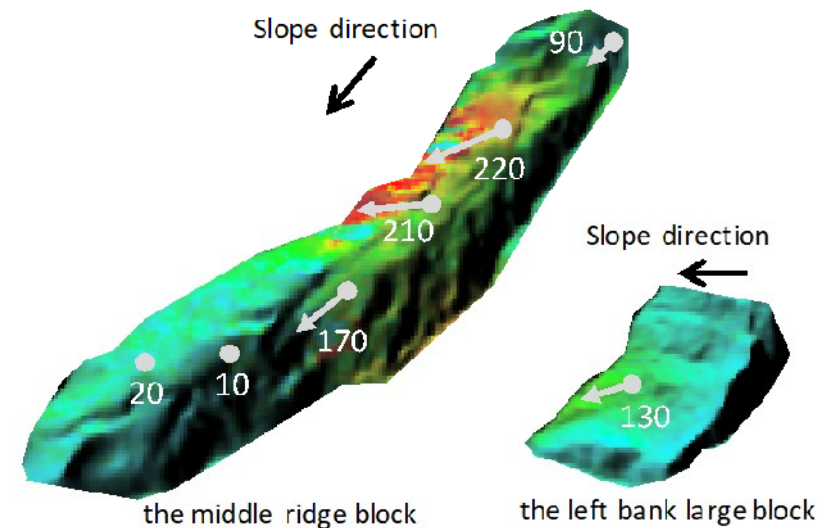 Slope direction
90
220
210
Slope direction
170
20
10
130
the middle ridge block
the left bank large block